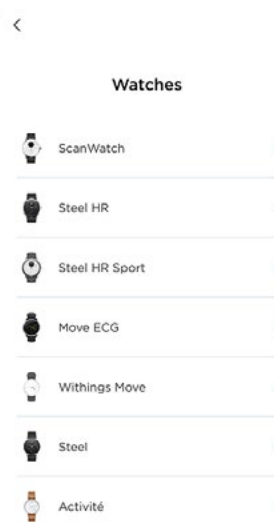 Watches
ScanWatch
Steel HR
Steel HR Sport
Move ECG
Withings Move
Steel
Activité